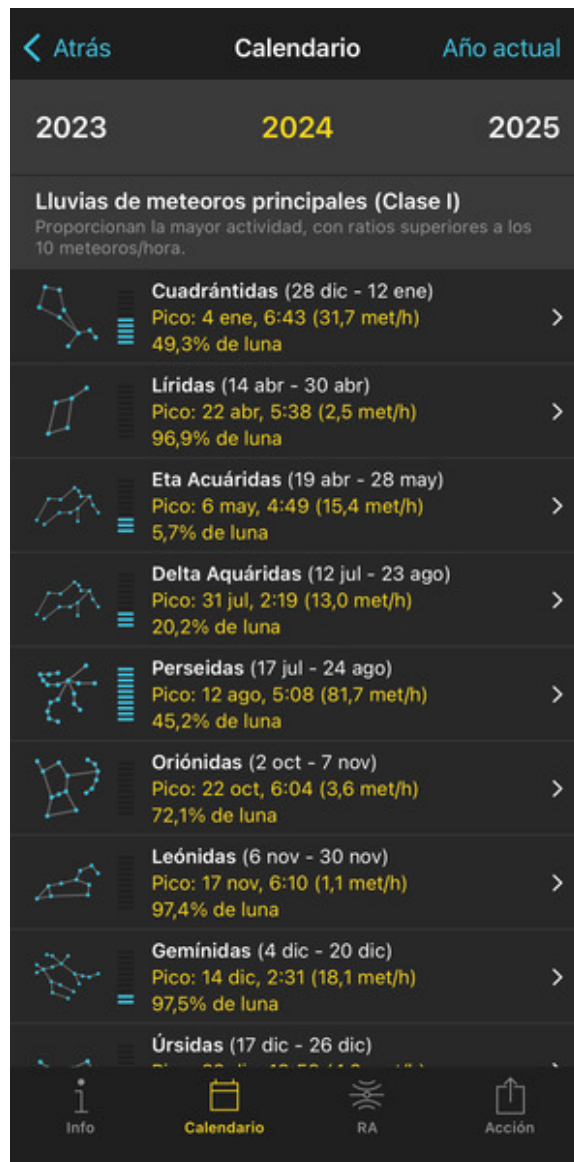 Atrás Calendario Año actual
2023 2024 2025
Lluvias de meteoros principales (Clase I)
Proporcionan la mayor actividad, con ratios superiores a los
10 meteoros/hora.
Cuadrántidas (28 dic - 12 ene)
Pico: 4 ene, 6:43 (31,7 met/h)
49,3% de luna
Líridas (14 abr - 30 abr)
Pico: 22 abr, 5:38 (2,5 met/h)
96,9% de luna
Eta Acuáridas (19 abr - 28 may)
Pico: 6 may, 4:49 (15,4 met/h)
5,7% de luna
Delta Aquáridas (12 jul - 23 ago)
Pico: 31 jul, 2:19 (13,0 met/h)
20,2% de luna
Perseidas (17 jul - 24 ago)
Pico: 12 ago, 5:08 (81,7 met/h)
45,2% de luna
Oriónidas (2 oct - 7 nov)
Pico: 22 oct, 6:04 (3,6 met/h)
72,1% de luna
Leónidas (6 nov - 30 nov)
Pico: 17 nov, 6:10 (1,1 met/h)
97,4% de luna
Gemínidas (4 dic - 20 dic)
Pico: 14 dic, 2:31 (18,1 met/h)
97,5% de luna
Úrsidas (17 dic - 26 dic)
Info Calendario RA Acción